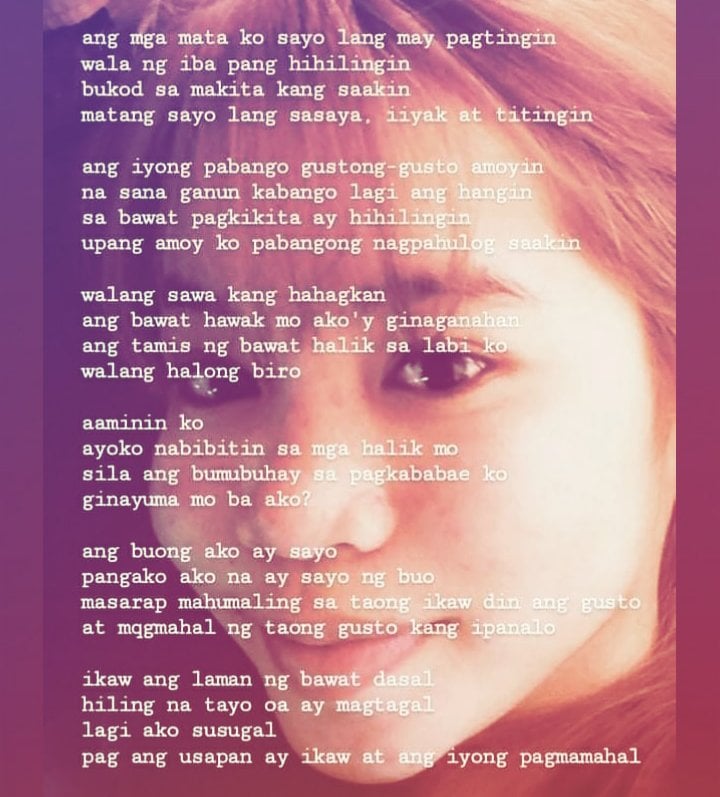 ang mga mata ko sayo lang may pagtingin
wala ng iba pang hihilingin
bukod sa makita kang saakin
matang sayo lang sasaya, iiyak at titingin
ang iyong pabango gustong-gusto amoyin
na sana ganun kabango lagi ang hangin
sa bawat pagkikita ay hihilingin
upang amoy ko pabangong nagpahulog saakin
walang sawa kang hahagkan
ang bawat hawak mo ako'y ginaganahan
ang tamis ng bawat halik sa labi ko
walang halong biro
aaminin ko
ayoko nabibitin sa mga halik mo
sila ang bumubuhay sa pagkababae ko
ginayuma mo ba ako?
ang buong ako ay sayo
pangako ako na ay sayo ng buo
masarap mahumaling sa taong ikaw din ang gusto
at mqgmahal ng taong gusto kang ipanalo
ikaw ang laman ng bawat dasal
hiling na tayo oa ay magtagal
lagi ako susugal
pag ang usapan ay ikaw at ang iyong pagmamahal